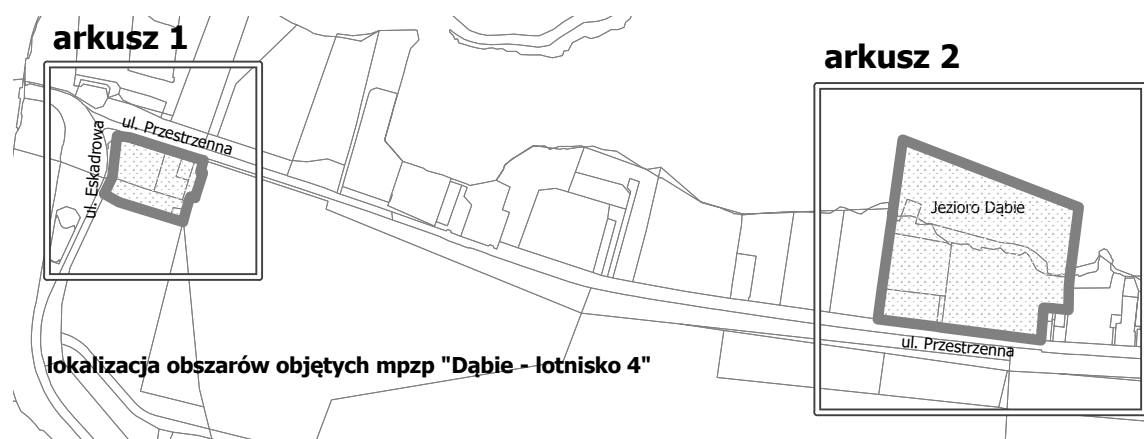 arkusz 1
arkusz 2
ul. Przestrzenna
ul. Eskadrowa
Jezioro Dąbie
ul. Przestrzenna
lokalizacja obszarów objętych mpzp "Dąbie - lotnisko 4"